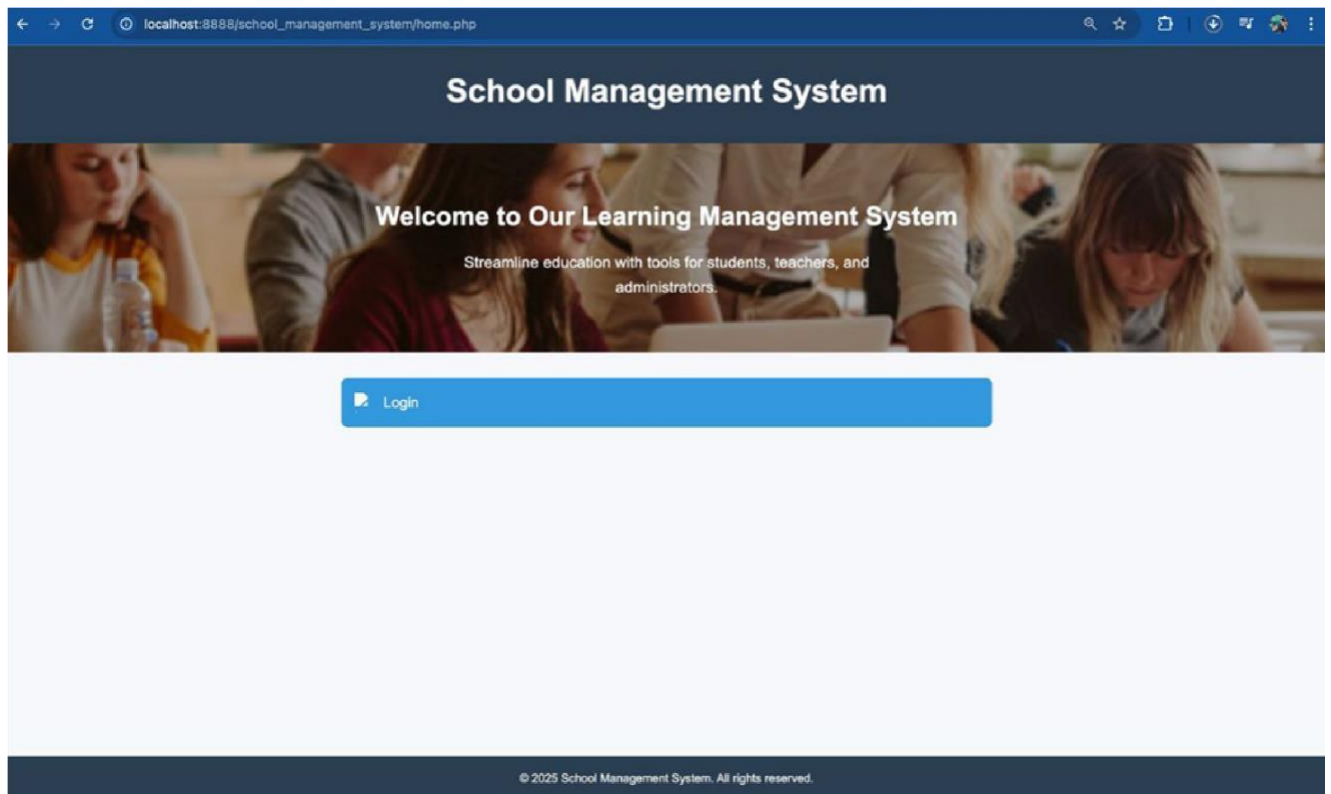 localhost:8888/school_management_system/home.php
School Management System
Welcome to Our Learning Management System
Streamline education with tools for students, teachers, and
administrators.
Login
© 2025 School Management System. All rights reserved.